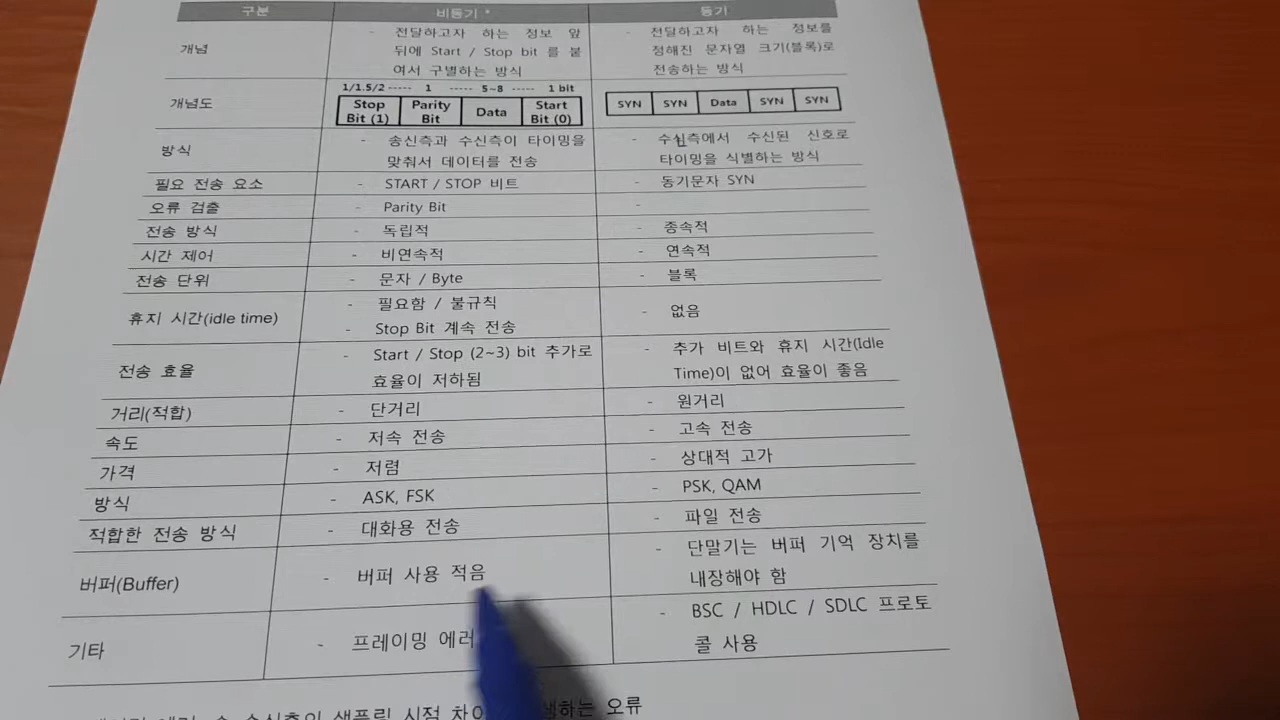 구분 비동기 * 동기
개념
- 전달하고자 하는 정보 앞
뒤에 Start / Stop bit 를 붙
여서 구별하는 방식
- 전달하고자 하는 정보를
정해진 문자열 크기(블록)로
전송하는 방식
개념도
1/1.5/2 ----- 1 ----- 5~8 ----- 1 bit
Stop Bit (1) Parity Bit Data Start Bit (0)
SYN SYN Data SYN SYN
방식
- 송신측과 수신측이 타이밍을
맞춰서 데이터를 전송
- 수신측에서 수신된 신호로
타이밍을 식별하는 방식
필요 전송 요소 - START / STOP 비트 - 동기문자 SYN
오류 검출 - Parity Bit -
전송 방식 - 독립적 - 종속적
시간 제어 - 비연속적 - 연속적
전송 단위 - 문자 / Byte - 블록
휴지 시간(idle time)
- 필요함 / 불규칙
- Stop Bit 계속 전송
- 없음
전송 효율
- Start / Stop (2~3) bit 추가로
효율이 저하됨
- 추가 비트와 휴지 시간(Idle
Time)이 없어 효율이 좋음
거리(적합) - 단거리 - 원거리
속도 - 저속 전송 - 고속 전송
가격 - 저렴 - 상대적 고가
방식 - ASK, FSK - PSK, QAM
적합한 전송 방식 - 대화용 전송 - 파일 전송
버퍼(Buffer) - 버퍼 사용 적음
- 단말기는 버퍼 기억 장치를
내장해야 함
기타 - 프레이밍 에러
- BSC / HDLC / SDLC 프로토
콜 사용
샘플링 시점 하는 오류